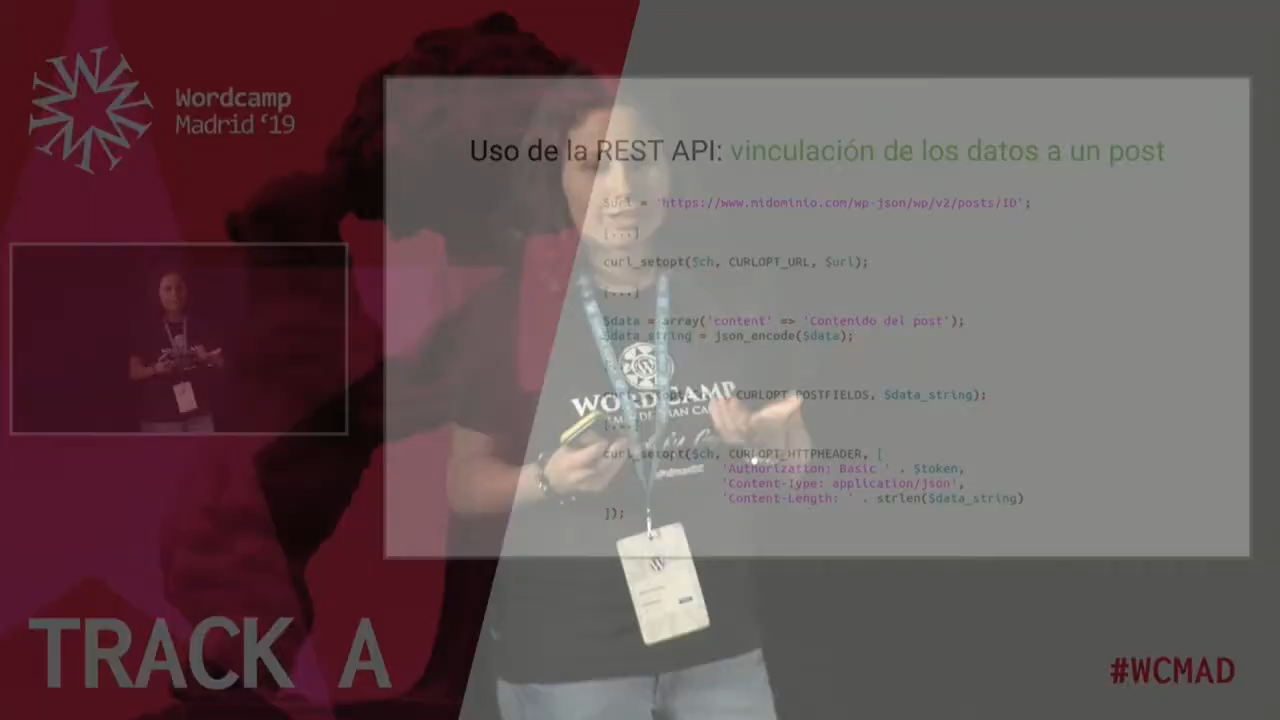 Wordcamp
Madrid ‘19
Uso de la REST API: vinculación de los datos a un post
$url = 'https://www.midominio.com/wp-json/wp/v2/posts/ID';
[...]
curl_setopt($ch, CURLOPT_URL, $url);
[...]
$data = array('content' => 'Contenido del post');
$data_string = json_encode($data);
CURLOPT_POSTFIELDS, $data_string);
[...]
curl_setopt($ch, CURLOPT_HTTPHEADER, [
'Authorization: Basic ' . $token,
'Content-Type: application/json',
'Content-Length: ' . strlen($data_string)
]);
WORDCAMP
TRACK A
#WCMAD